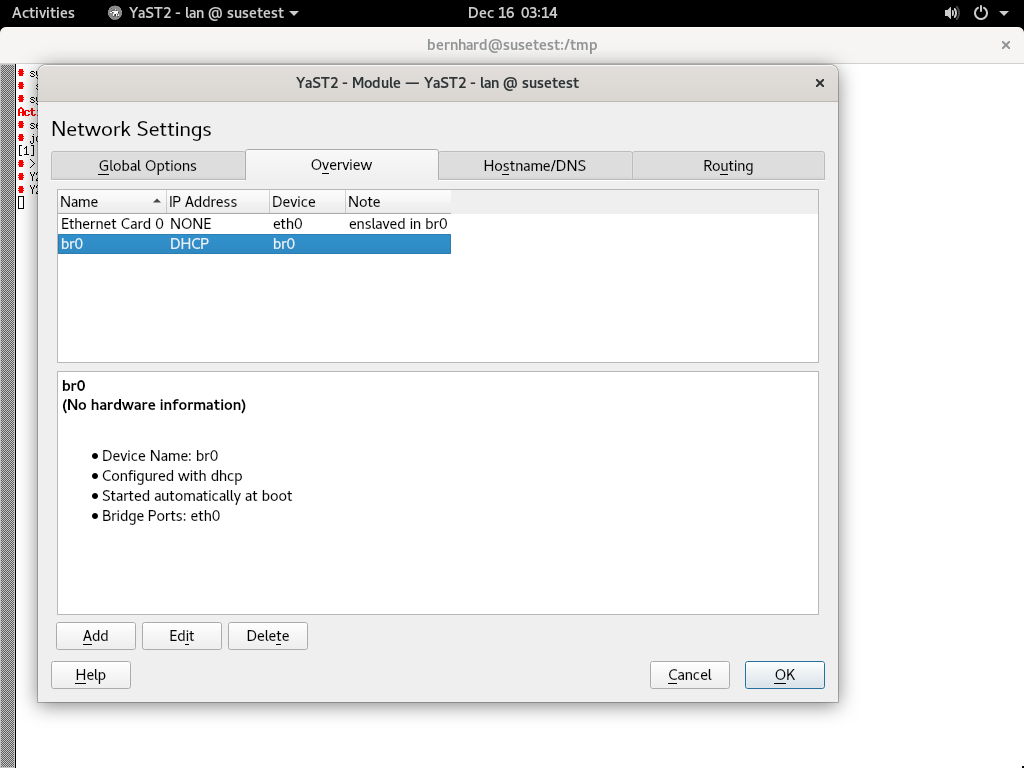 Activities YaST2 - lan @ susetest Dec 16 03:14
bernhard@susetest:/tmp
YaST2 - Module — YaST2 - lan @ susetest
Network Settings
Global Options Overview Hostname/DNS Routing
Name IP Address Device Note
Ethernet Card 0 NONE eth0 enslaved in br0
br0 DHCP br0
br0
(No hardware information)
• Device Name: br0
• Configured with dhcp
• Started automatically at boot
• Bridge Ports: eth0
Add Edit Delete
Help Cancel OK